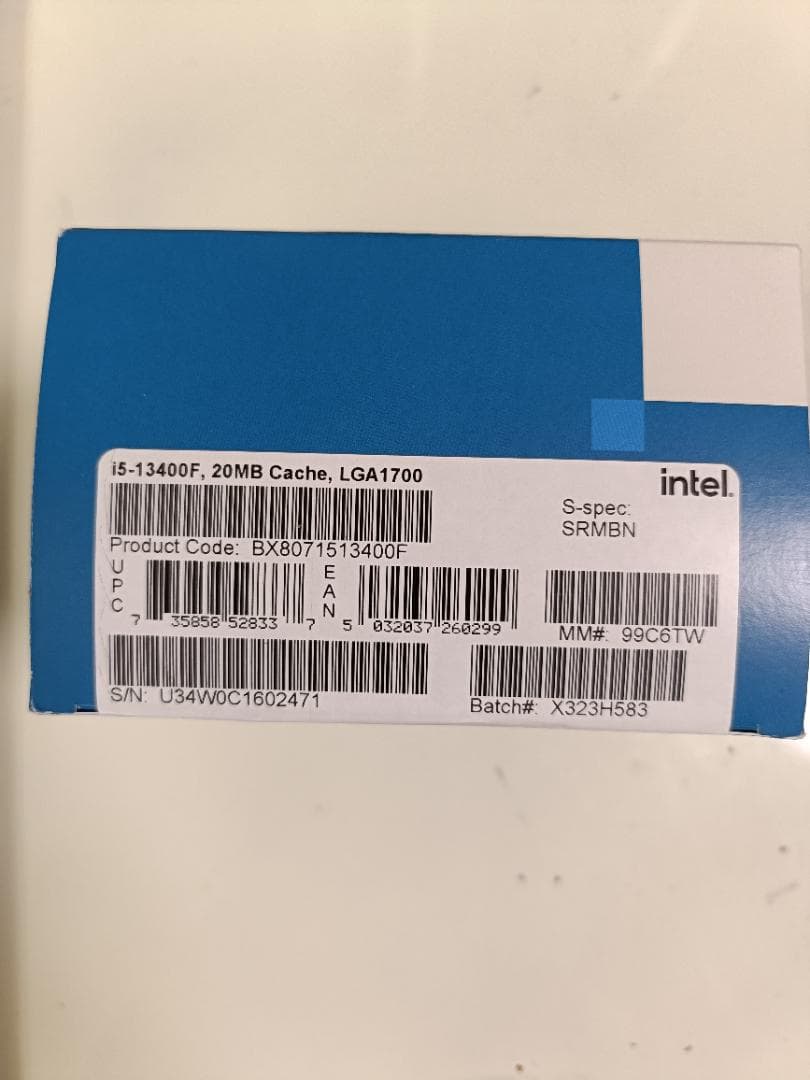 i5-13400F, 20MB Cache, LGA1700
intel.
S-spec:
SRMBN
Product Code: BX8071513400F
UPC
7 35858 52833 7
EAN
5 032037 260299
MM#: 99C6TW
S/N: U34W0C1602471
Batch#: X323H583